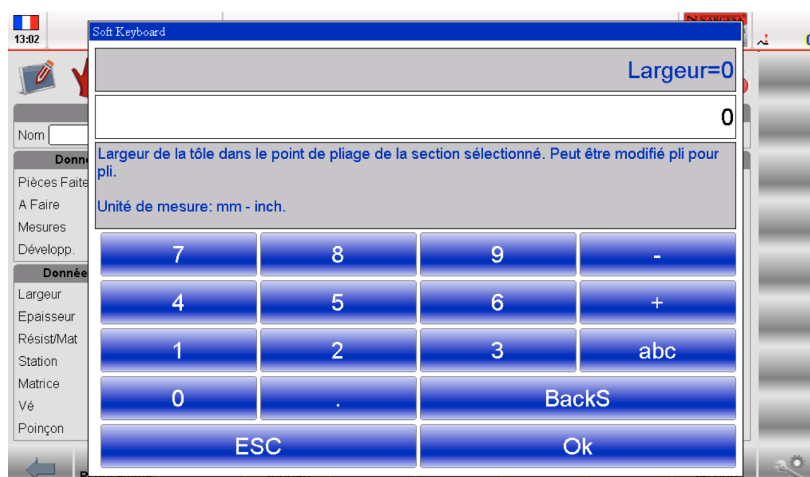 13:02
Soft Keyboard
Largeur=0
0
Largeur de la tôle dans le point de pliage de la section sélectionné. Peut être modifié pli pour
pli.
Unité de mesure: mm - inch.
Nom
Donn
Pièces Faite
A Faire
Mesures
Développ.
Donnée
Largeur
Epaisseur
Résist/Mat
Station
Matrice
Vé
Poinçon
7 8 9 -
4 5 6 +
1 2 3 abc
0 . BackS
ESC Ok